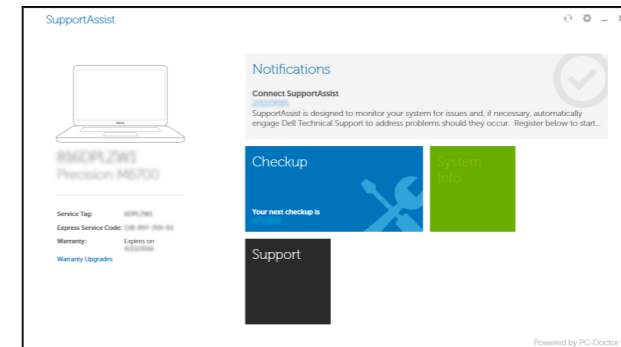 SupportAssist
Notifications
Connect SupportAssist
SupportAssist is designed to monitor your system for issues and, if necessary, automatically
engage Dell Technical Support to address problems should they occur. Register below to start...
Precision M6700
Checkup
System
Info
Your next checkup is
Service Tag:
Express Service Code:
Warranty: Expires on
Warranty Upgrades
Support
Powered by PC-Doctor